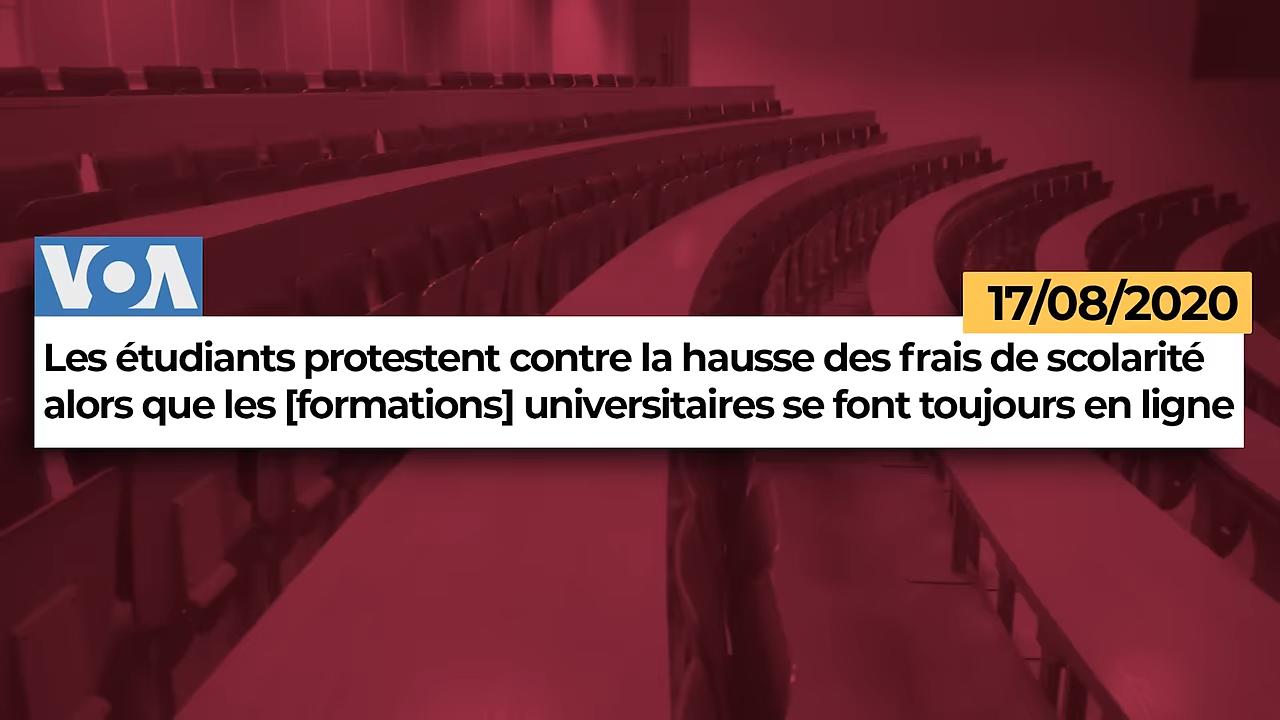 VOA
17/08/2020
Les étudiants protestent contre la hausse des frais de scolarité
alors que les [formations] universitaires se font toujours en ligne